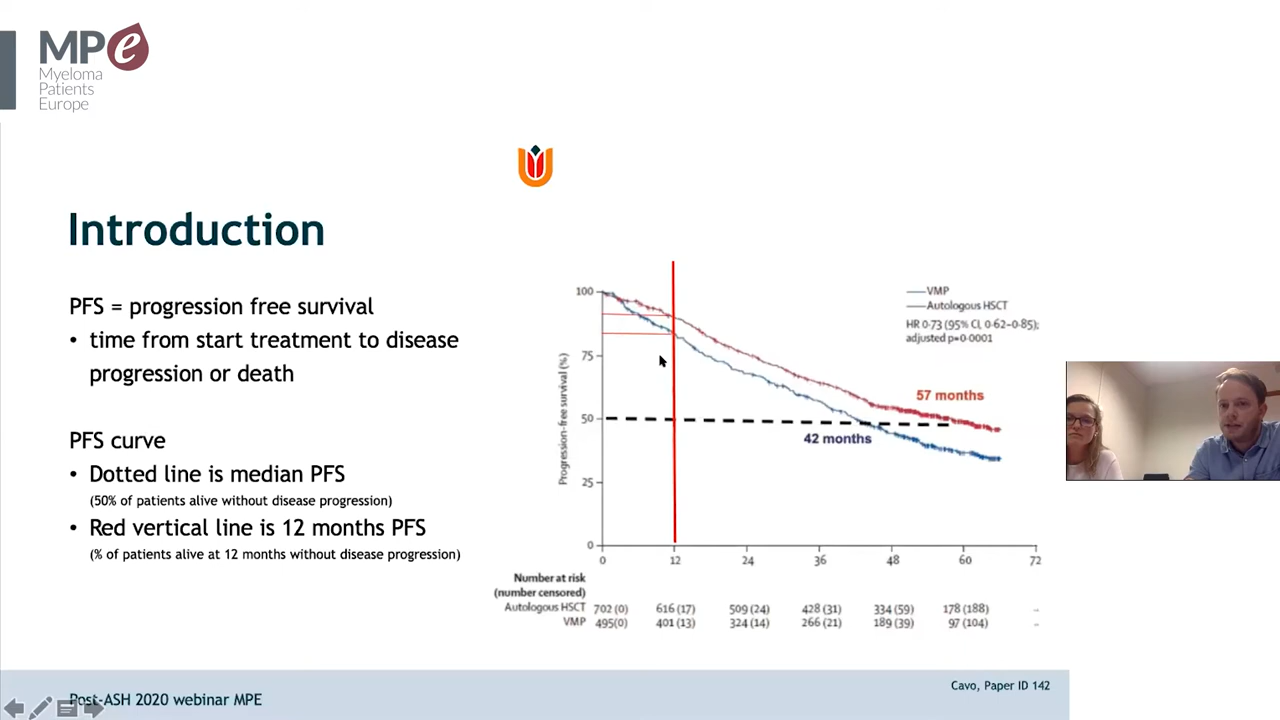 MPe
Myeloma
Patients
Europe
Introduction
PFS = progression free survival
• time from start treatment to disease
progression or death
PFS curve
• Dotted line is median PFS
(50% of patients alive without disease progression)
• Red vertical line is 12 months PFS
(% of patients alive at 12 months without disease progression)
Progression-free survival (%)
100
75
50
25
0
0 12 24 36 48 60 72
VMP
Autologous HSCT
HR 0·73 (95% CI, 0·62–0·85);
adjusted p=0·0001
57 months
42 months
Number at risk
(number censored)
Autologous HSCT 702 (0) 616 (17) 509 (24) 428 (31) 334 (59) 178 (188) ··
VMP 495(0) 401 (13) 324 (14) 266 (21) 189 (39) 97 (104) ··
Cavo, Paper ID 142
Post-ASH 2020 webinar MPE